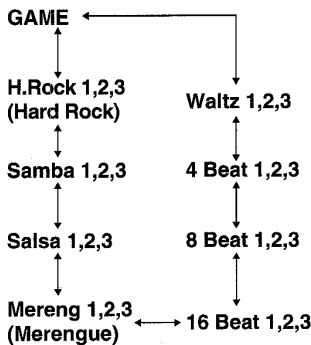 GAME
H.Rock 1,2,3
(Hard Rock)
Waltz 1,2,3
Samba 1,2,3
4 Beat 1,2,3
Salsa 1,2,3
8 Beat 1,2,3
Mereng 1,2,3
(Merengue)
16 Beat 1,2,3